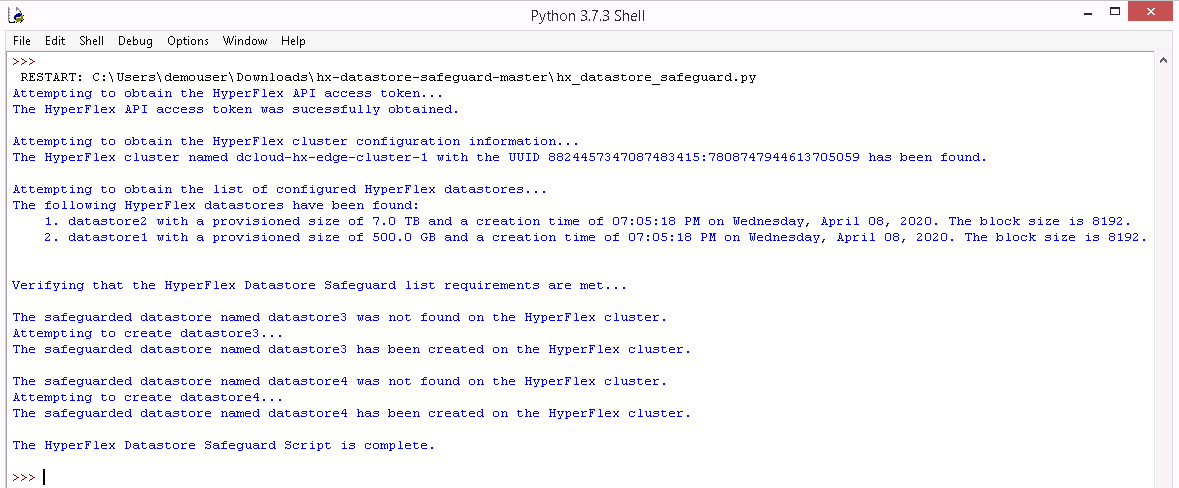 Python 3.7.3 Shell
File Edit Shell Debug Options Window Help
>>>
RESTART: C:\Users\demouser\Downloads\hx-datastore-safeguard-master\hx_datastore_safeguard.py
Attempting to obtain the HyperFlex API access token...
The HyperFlex API access token was sucessfully obtained.
Attempting to obtain the HyperFlex cluster configuration information...
The HyperFlex cluster named dcloud-hx-edge-cluster-1 with the UUID 8824457347087483415:7808747944613705059 has been found.
Attempting to obtain the list of configured HyperFlex datastores...
The following HyperFlex datastores have been found:
1. datastore2 with a provisioned size of 7.0 TB and a creation time of 07:05:18 PM on Wednesday, April 08, 2020. The block size is 8192.
2. datastore1 with a provisioned size of 500.0 GB and a creation time of 07:05:18 PM on Wednesday, April 08, 2020. The block size is 8192.
Verifying that the HyperFlex Datastore Safeguard list requirements are met...
The safeguarded datastore named datastore3 was not found on the HyperFlex cluster.
Attempting to create datastore3...
The safeguarded datastore named datastore3 has been created on the HyperFlex cluster.
The safeguarded datastore named datastore4 was not found on the HyperFlex cluster.
Attempting to create datastore4...
The safeguarded datastore named datastore4 has been created on the HyperFlex cluster.
The HyperFlex Datastore Safeguard Script is complete.
>>>